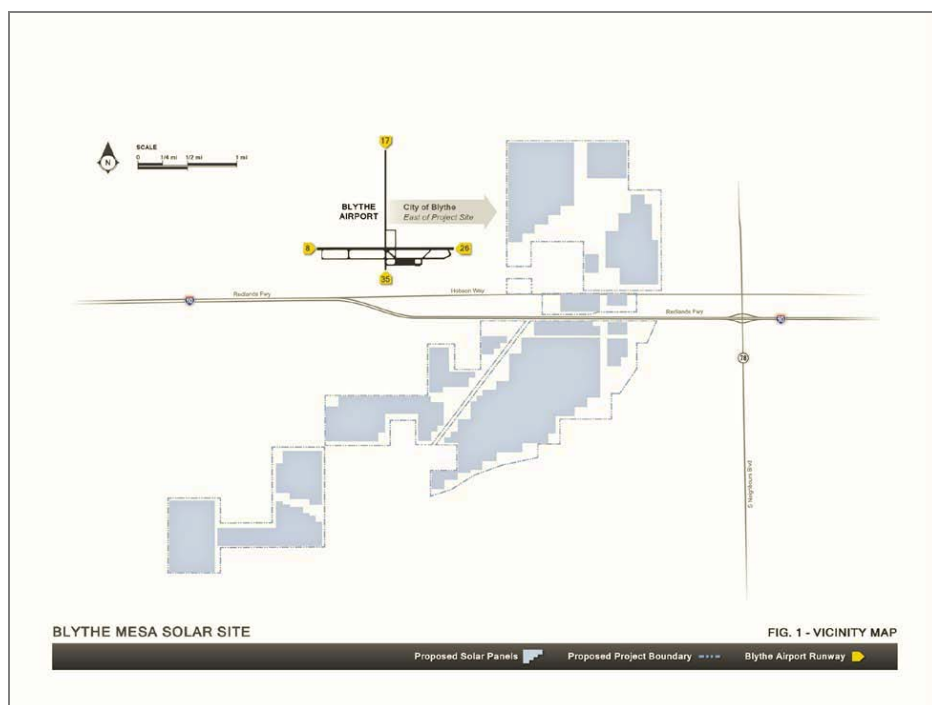 17
SCALE
0 1/4 mi 1/2 mi 1 mi
N
BLYTHE
AIRPORT
City of Blythe
East of Project Site
8
26
35
10
Redlands Fwy
Hobson Way
Redlands Fwy
10
78
S Neighbours Blvd
BLYTHE MESA SOLAR SITE
FIG. 1 - VICINITY MAP
Proposed Solar Panels
Proposed Project Boundary
Blythe Airport Runway